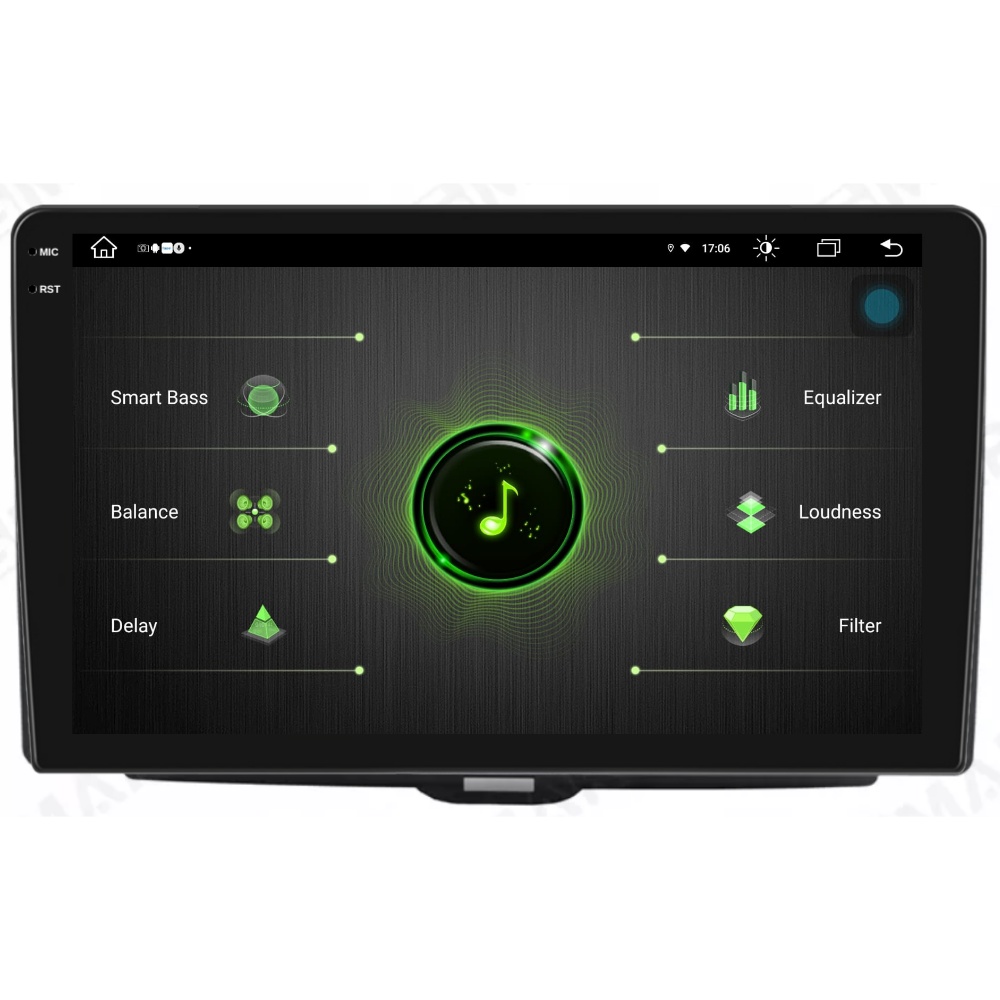 MIC
17:06
RST
Smart Bass
Equalizer
Balance
Loudness
Delay
Filter